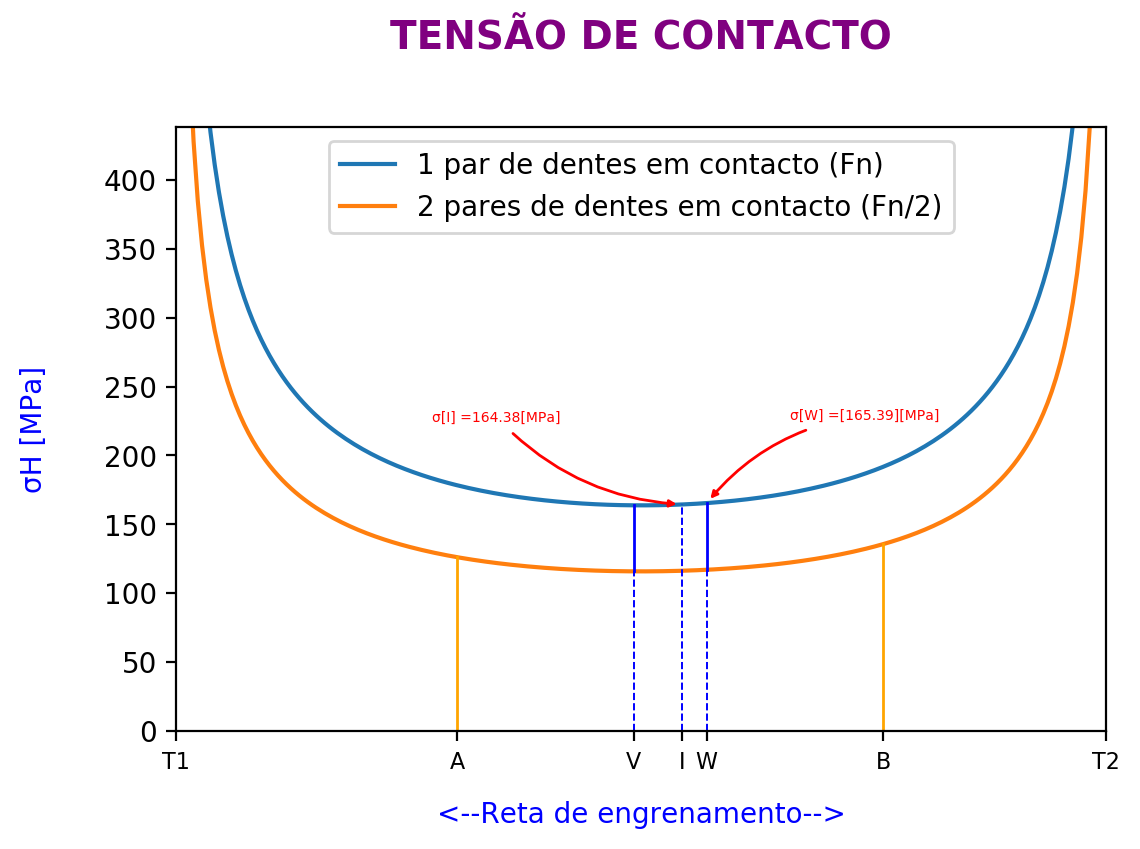 TENSÃO DE CONTACTO
1 par de dentes em contacto (Fn)
2 pares de dentes em contacto (Fn/2)
σH [MPa]
400
350
300
250
200
150
100
50
0
σ[I] =164.38[MPa]
σ[W] =[165.39][MPa]
T1 A V I W B T2
<--Reta de engrenamento-->